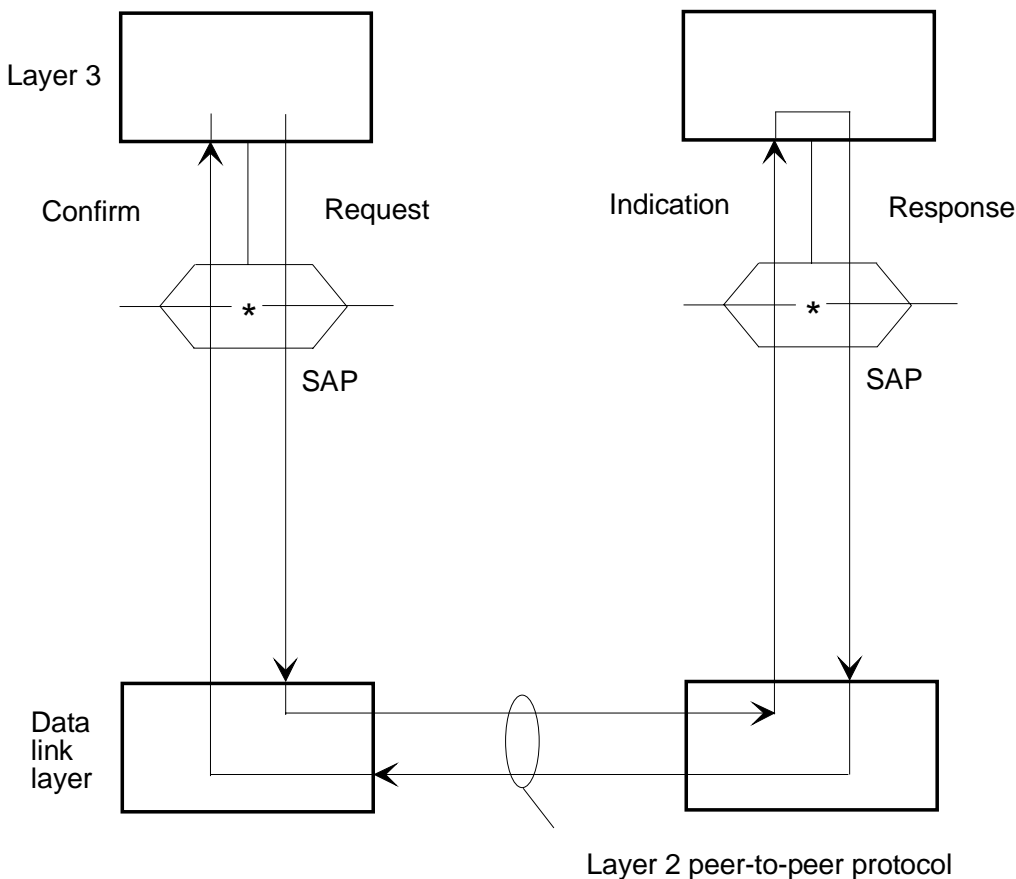 Layer 3
Confirm
Request
Indication
Response
*
*
SAP
SAP
Data
link
layer
Layer 2 peer-to-peer protocol